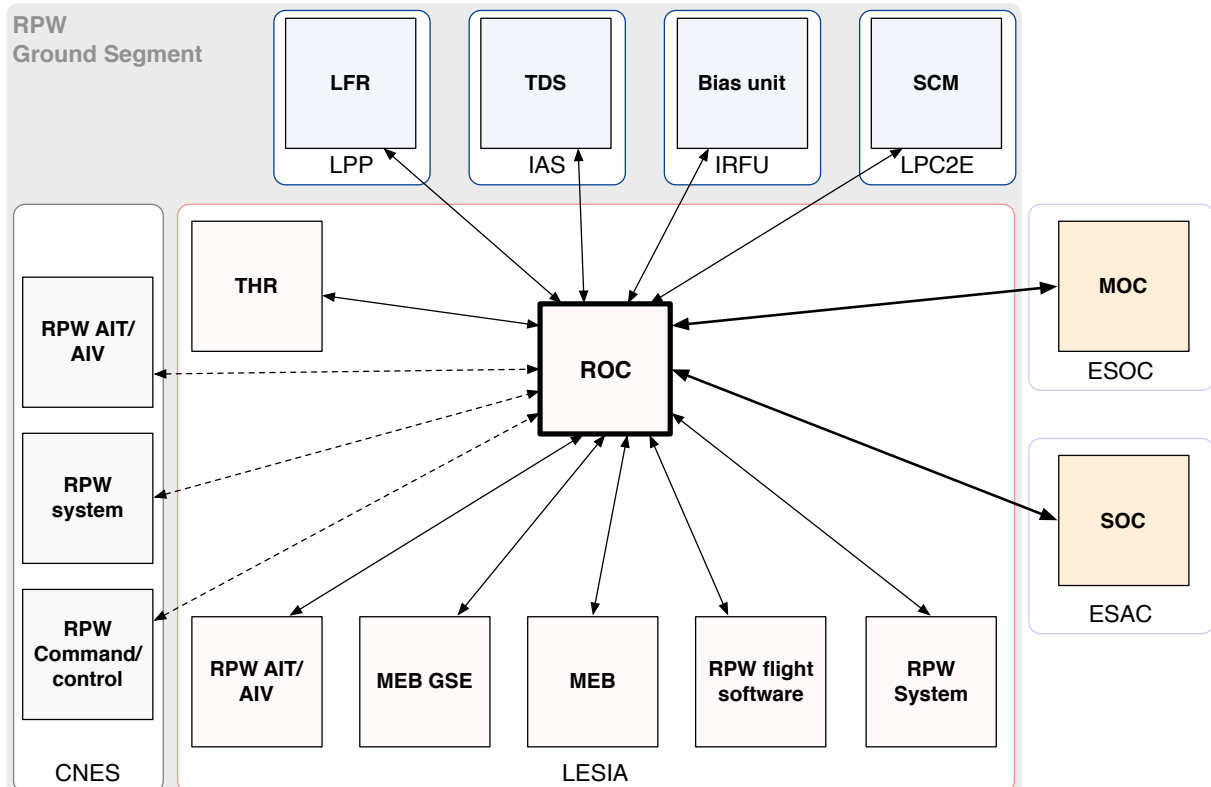 RPW
Ground Segment
LFR
LPP
TDS
IAS
Bias unit
IRFU
SCM
LPC2E
RPW AIT/
AIV
RPW
system
RPW
Command/
control
CNES
THR
ROC
RPW AIT/
AIV
MEB GSE
MEB
RPW flight
software
RPW
System
LESIA
MOC
ESOC
SOC
ESAC